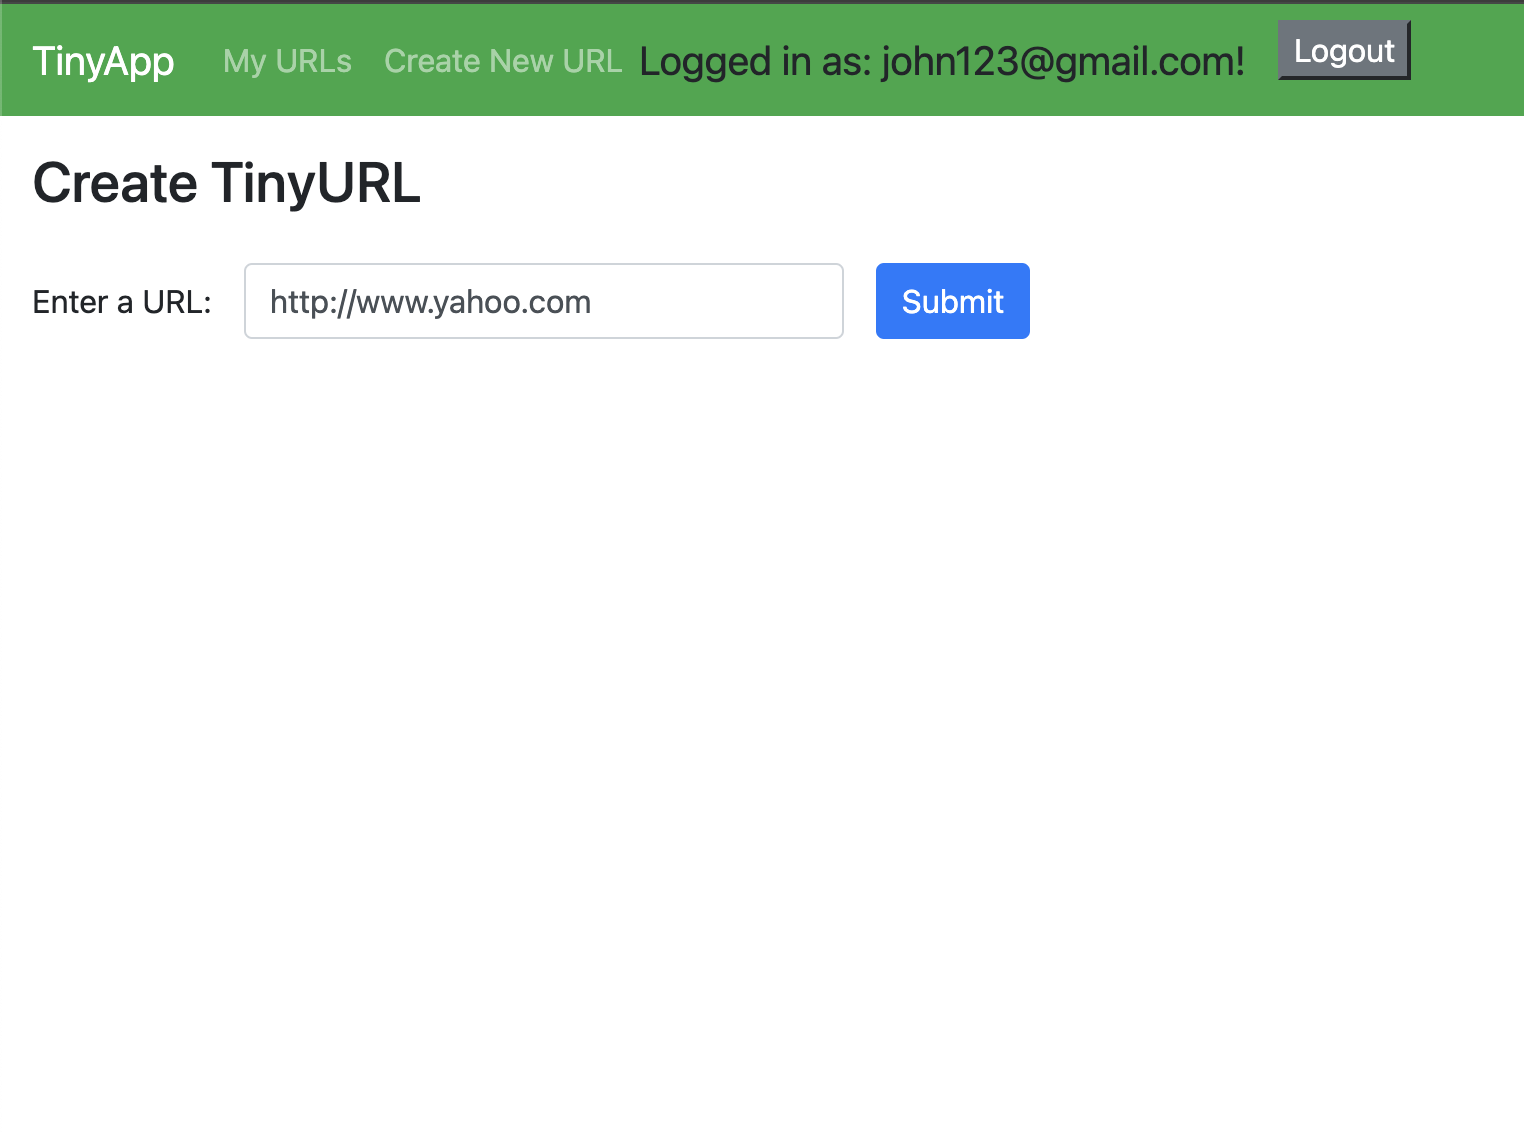 TinyApp My URLs Create New URL Logged in as: john123@gmail.com! Logout
Create TinyURL
Enter a URL: http://www.yahoo.com Submit